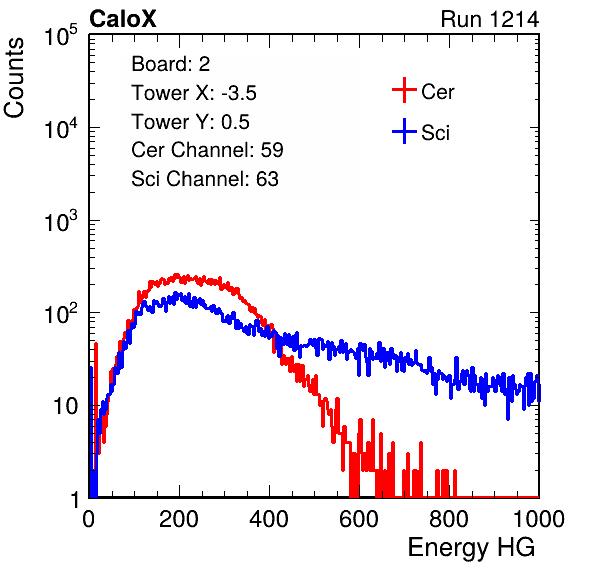 CaloX Run 1214
Counts
Board: 2
Tower X: -3.5
Tower Y: 0.5
Cer Channel: 59
Sci Channel: 63
Cer
Sci
10^5
10^4
10^3
10^2
10
1
0 200 400 600 800 1000
Energy HG